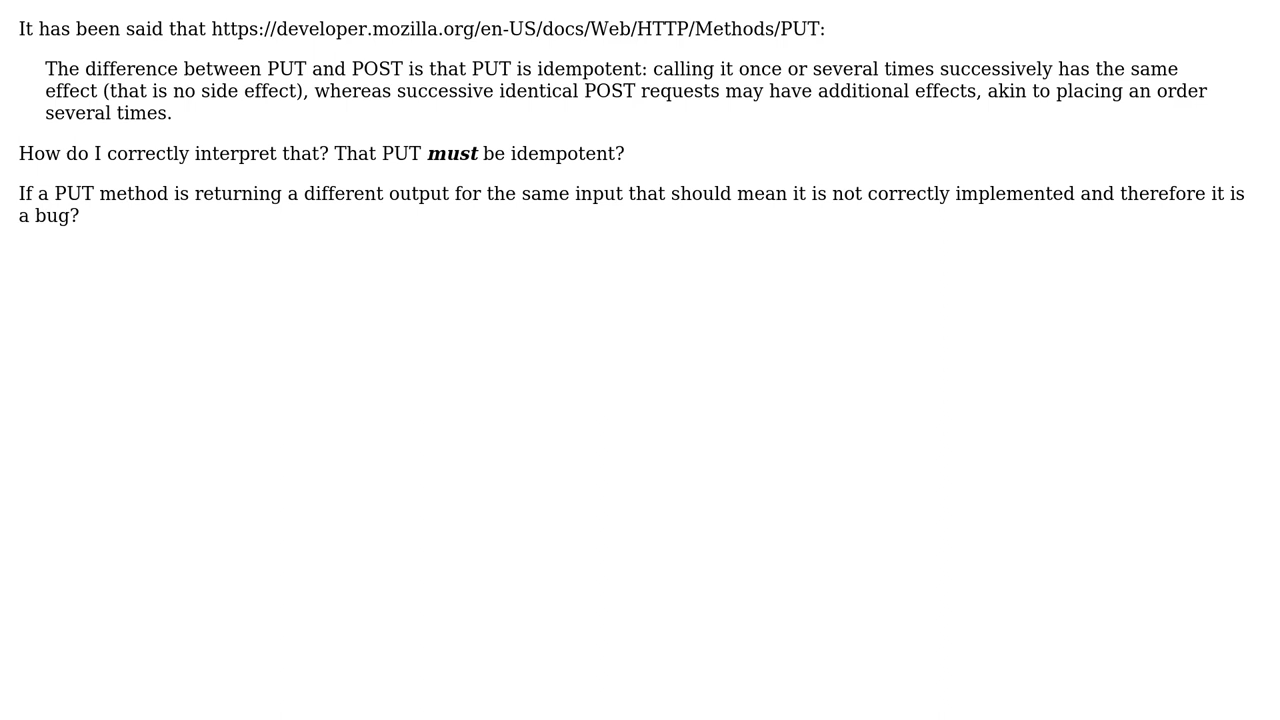 It has been said that https://developer.mozilla.org/en-US/docs/Web/HTTP/Methods/PUT:
The difference between PUT and POST is that PUT is idempotent: calling it once or several times successively has the same
effect (that is no side effect), whereas successive identical POST requests may have additional effects, akin to placing an order
several times.
How do I correctly interpret that? That PUT must be idempotent?
If a PUT method is returning a different output for the same input that should mean it is not correctly implemented and therefore it is
a bug?